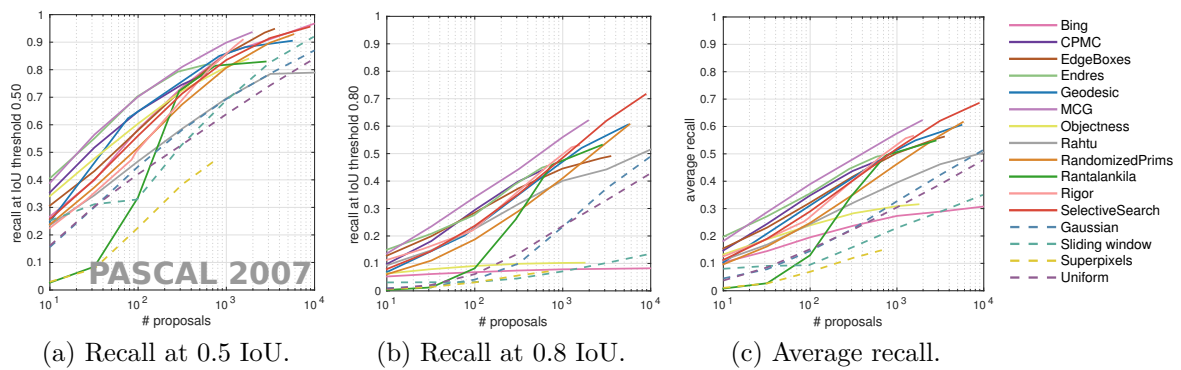 recall at IoU threshold 0.50
1
0.9
0.8
0.7
0.6
0.5
0.4
0.3
0.2
0.1
0
PASCAL 2007
10^1
10^2
10^3
10^4
# proposals
(a) Recall at 0.5 IoU.
recall at IoU threshold 0.80
1
0.9
0.8
0.7
0.6
0.5
0.4
0.3
0.2
0.1
0
10^1
10^2
10^3
10^4
# proposals
(b) Recall at 0.8 IoU.
average recall
1
0.9
0.8
0.7
0.6
0.5
0.4
0.3
0.2
0.1
0
10^1
10^2
10^3
10^4
# proposals
(c) Average recall.
Bing
CPMC
EdgeBoxes
Endres
Geodesic
MCG
Objectness
Rahtu
RandomizedPrims
Rantalankila
Rigor
SelectiveSearch
Gaussian
Sliding window
Superpixels
Uniform